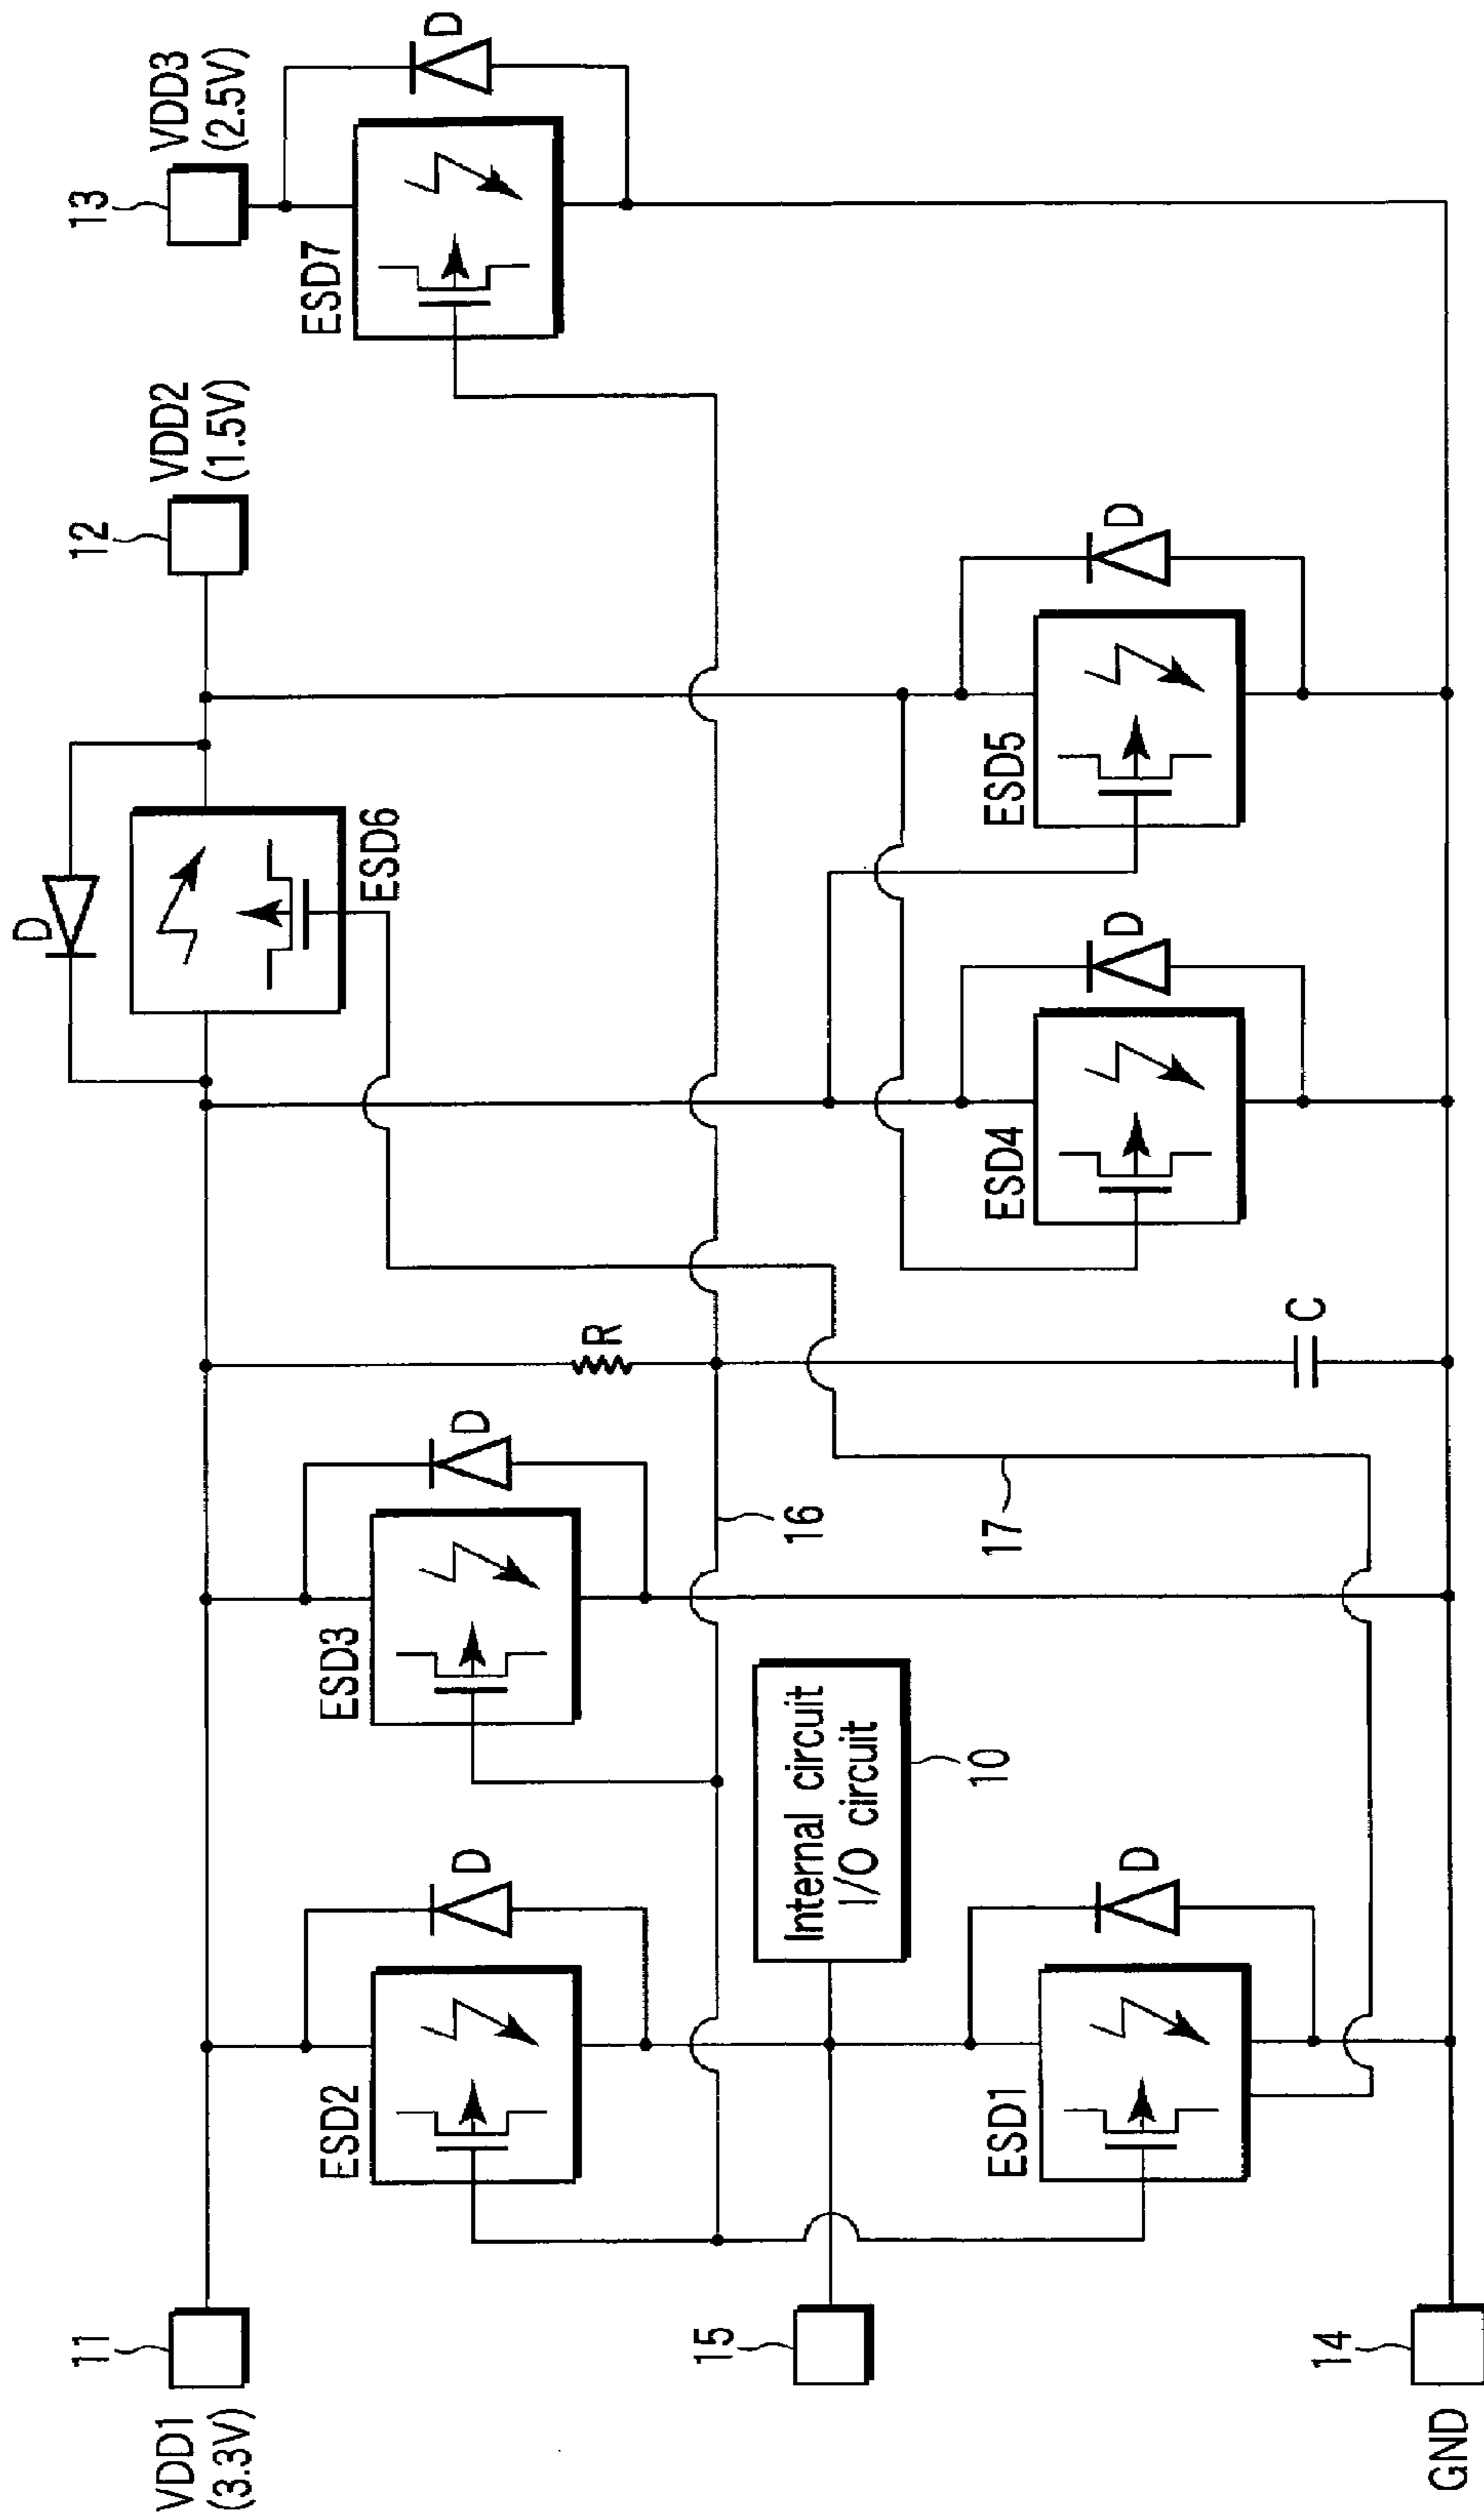 VDD1
(3.3V)
11
ESD2
D
ESD3
D
R
D
ESD6
12
VDD2
(1.5V)
13
VDD3
(2.5V)
ESD7
D
15
Internal circuit
I/O circuit
10
16
17
ESD1
D
C
ESD4
D
ESD5
D
14
GND